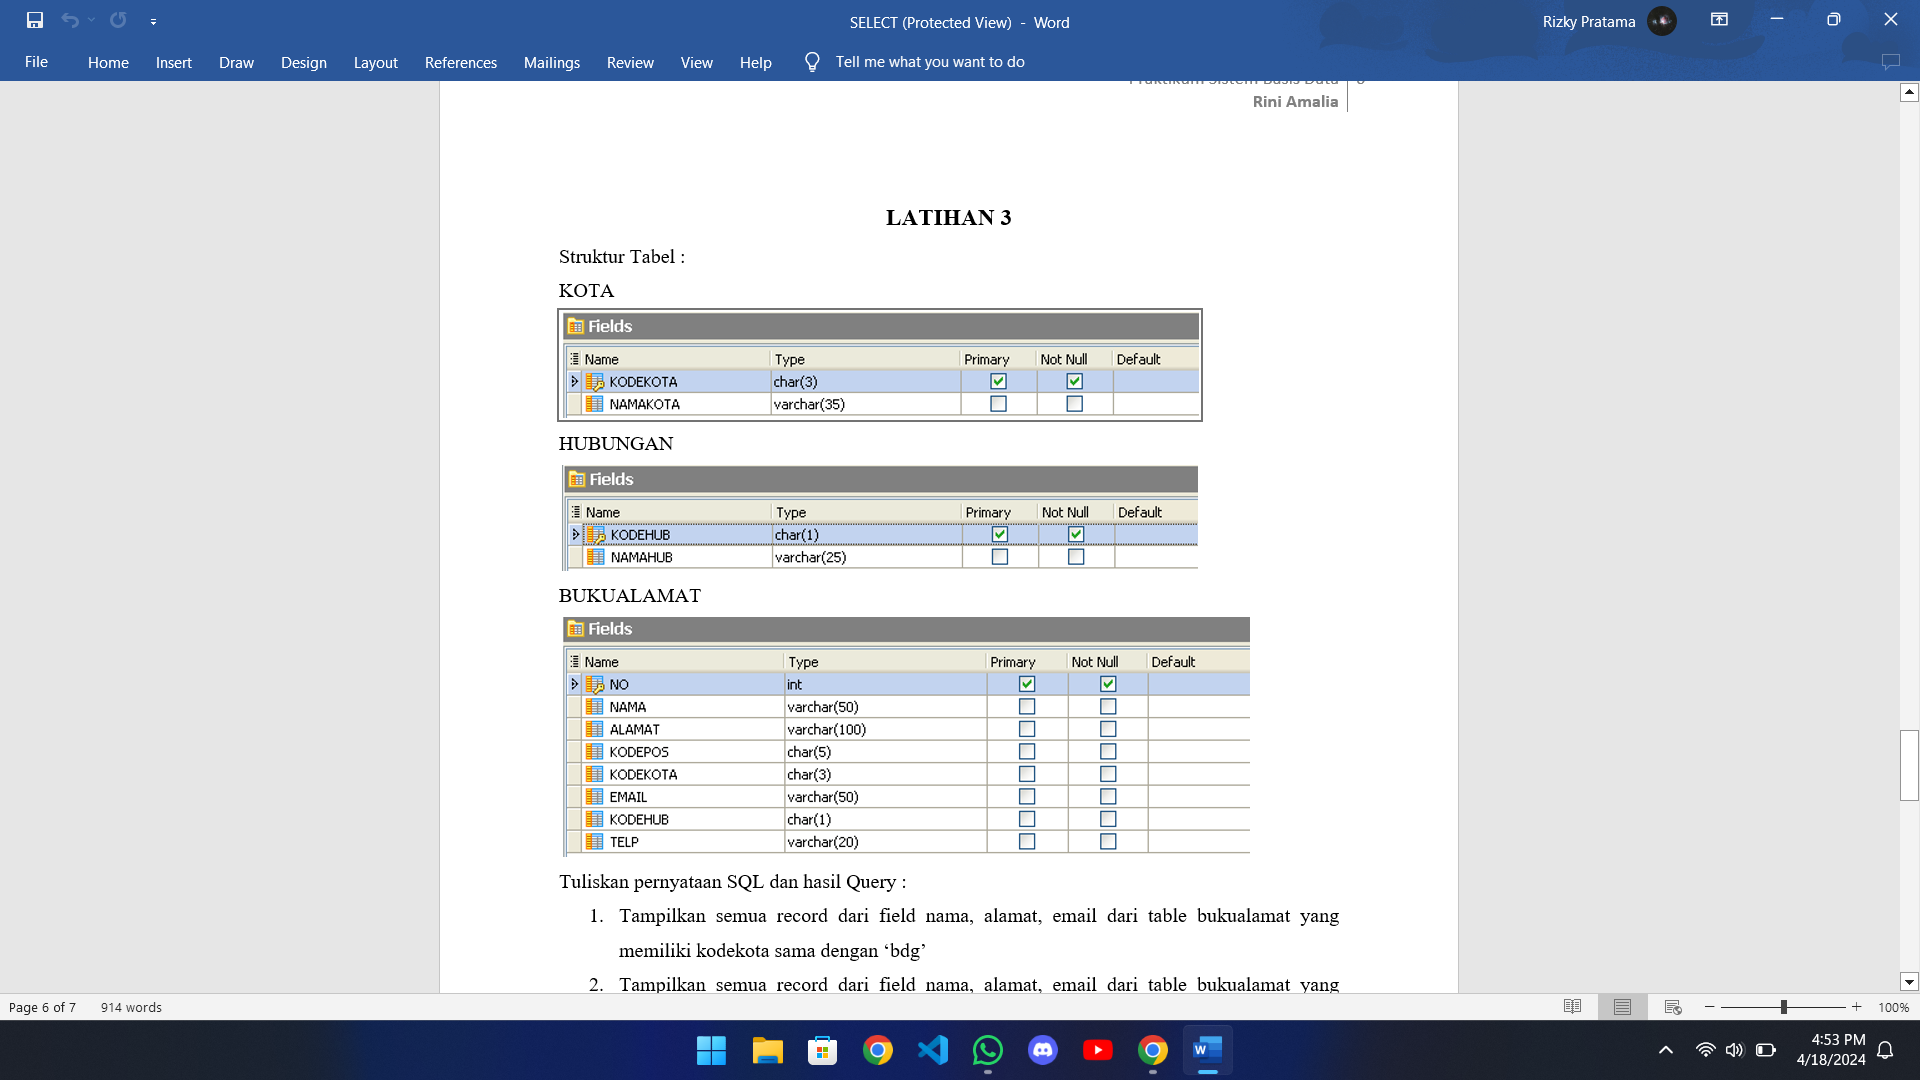 SELECT (Protected View) - Word
Rizky Pratama
File Home Insert Draw Design Layout References Mailings Review View Help Tell me what you want to do
Praktikum Sistem Basis Data
Rini Amalia
LATIHAN 3
Struktur Tabel :
KOTA
Fields
Name Type Primary Not Null Default
KODEKOTA char(3)
NAMAKOTA varchar(35)
HUBUNGAN
Fields
Name Type Primary Not Null Default
KODEHUB char(1)
NAMAHUB varchar(25)
BUKUALAMAT
Fields
Name Type Primary Not Null Default
NO int
NAMA varchar(50)
ALAMAT varchar(100)
KODEPOS char(5)
KODEKOTA char(3)
EMAIL varchar(50)
KODEHUB char(1)
TELP varchar(20)
Tuliskan pernyataan SQL dan hasil Query :
1. Tampilkan semua record dari field nama, alamat, email dari table bukualamat yang
memiliki kodekota sama dengan ‘bdg’
2. Tampilkan semua record dari field nama, alamat, email dari table bukualamat yang
Page 6 of 7 914 words
100%
4:53 PM
4/18/2024